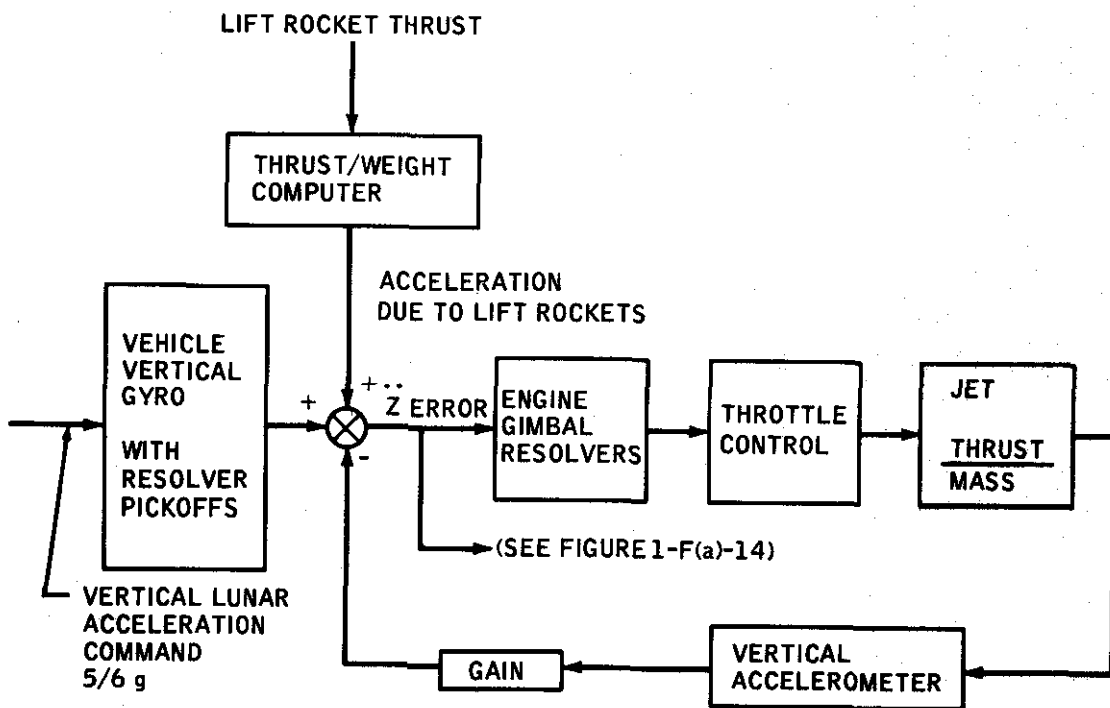 LIFT ROCKET THRUST
THRUST/WEIGHT
COMPUTER
ACCELERATION
DUE TO LIFT ROCKETS
VEHICLE
VERTICAL
GYRO
WITH
RESOLVER
PICKOFFS
+
+
-
Z̈ ERROR
ENGINE
GIMBAL
RESOLVERS
THROTTLE
CONTROL
JET
THRUST
MASS
(SEE FIGURE 1-F(a)-14)
VERTICAL LUNAR
ACCELERATION
COMMAND
5/6 g
GAIN
VERTICAL
ACCELEROMETER